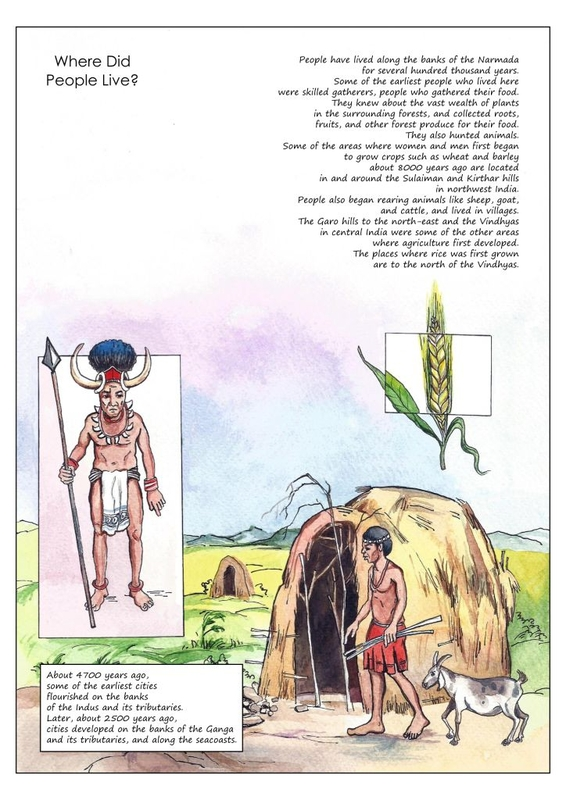 Where Did
People Live?
People have lived along the banks of the Narmada
for several hundred thousand years.
Some of the earliest people who lived here
were skilled gatherers, people who gathered their food.
They knew about the vast wealth of plants
in the surrounding forests, and collected roots,
fruits, and other forest produce for their food.
They also hunted animals.
Some of the areas where women and men first began
to grow crops such as wheat and barley
about 8000 years ago are located
in and around the Sulaiman and Kirthar hills
in northwest India.
People also began rearing animals like sheep, goat,
and cattle, and lived in villages.
The Garo hills to the north-east and the Vindhyas
in central India were some of the other areas
where agriculture first developed.
The places where rice was first grown
are to the north of the Vindhyas.
About 4700 years ago,
some of the earliest cities
flourished on the banks
of the Indus and its tributaries.
Later, about 2500 years ago,
cities developed on the banks of the Ganga
and its tributaries, and along the seacoasts.